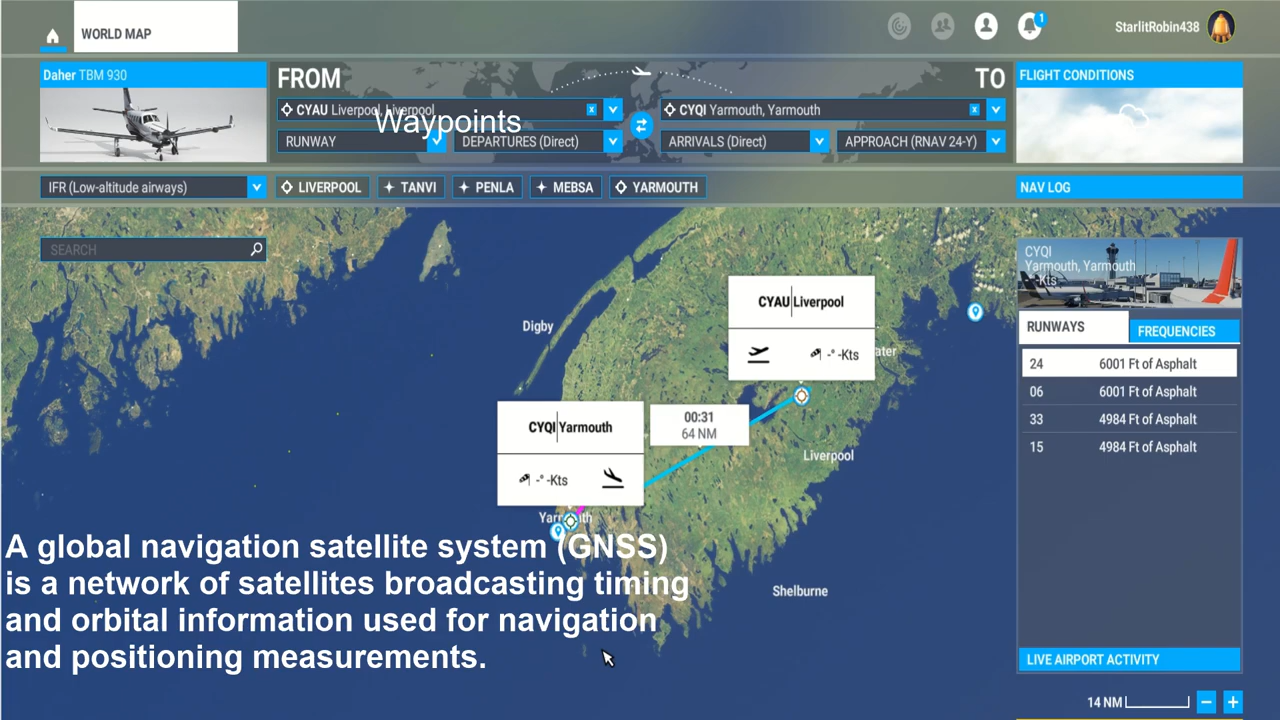 WORLD MAP
1
StarlitRobin438
Daher TBM 930
FROM
TO
FLIGHT CONDITIONS
CYAU Liverpool, Liverpool
x
CYQI Yarmouth, Yarmouth
x
Waypoints
RUNWAY
DEPARTURES (Direct)
ARRIVALS (Direct)
APPROACH (RNAV 24-Y)
IFR (Low-altitude airways)
LIVERPOOL
TANVI
PENLA
MEBSA
YARMOUTH
NAV LOG
SEARCH
CYQI
Yarmouth, Yarmouth
-Kts
CYAU Liverpool
-° -Kts
Digby
ater
RUNWAYS
FREQUENCIES
24 6001 Ft of Asphalt
06 6001 Ft of Asphalt
33 4984 Ft of Asphalt
15 4984 Ft of Asphalt
CYQI Yarmouth
-° -Kts
00:31
64 NM
Liverpool
Yarmouth
Shelburne
A global navigation satellite system (GNSS)
is a network of satellites broadcasting timing
and orbital information used for navigation
and positioning measurements.
LIVE AIRPORT ACTIVITY
14 NM